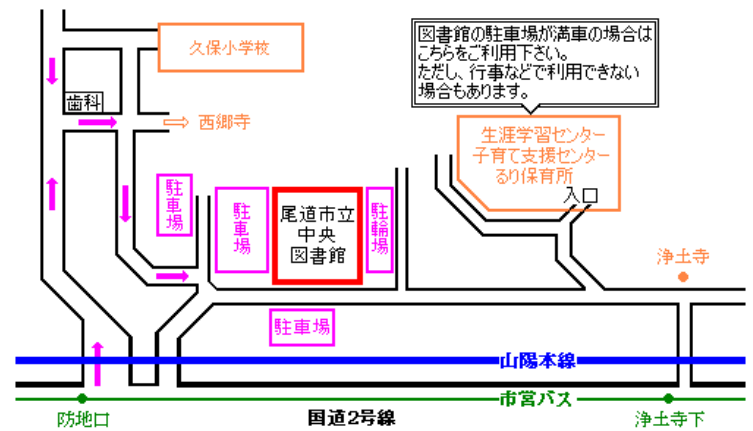 久保小学校
図書館の駐車場が満車の場合は
こちらをご利用下さい。
ただし、行事などで利用できない
場合もあります。
歯科
西郷寺
生涯学習センター
子育て支援センター
るり保育所
入口
駐車場
駐車場
尾道市立
中央
図書館
駐輪場
浄土寺
駐車場
山陽本線
市営バス
防地口
国道2号線
浄土寺下